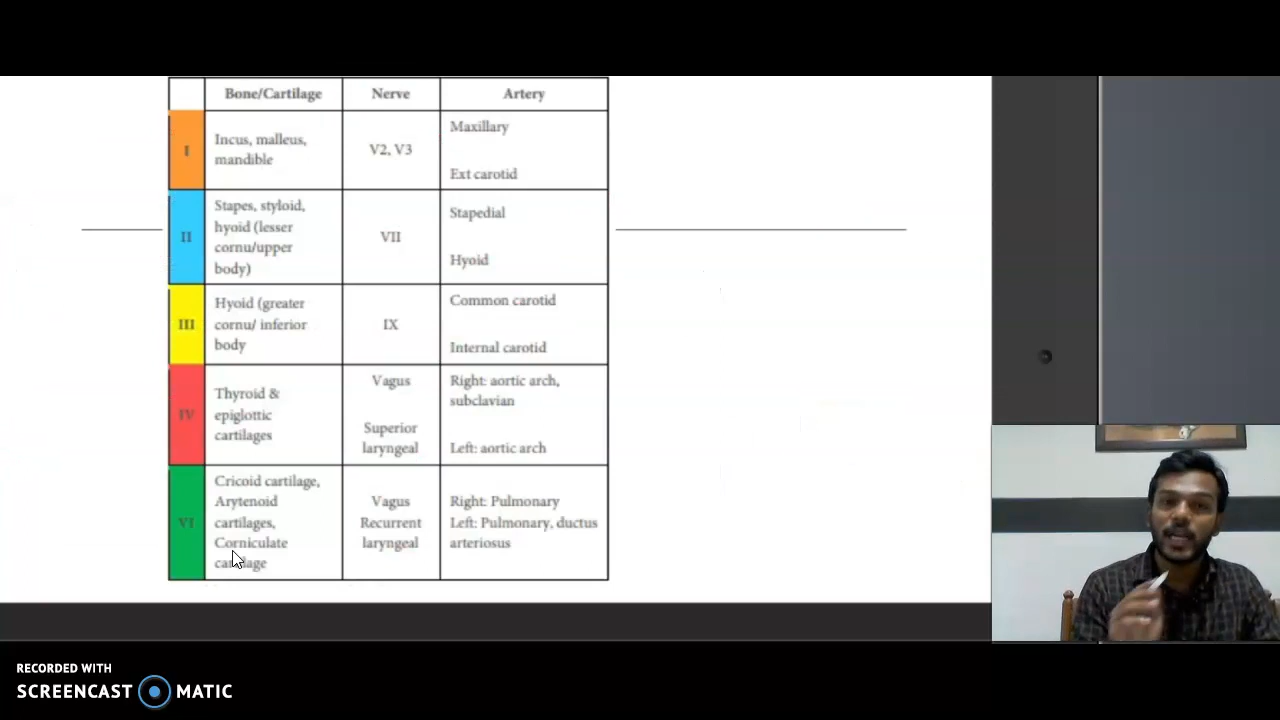 Bone/Cartilage Nerve Artery
I
Incus, malleus,
mandible
V2, V3
Maxillary
Ext carotid
II
Stapes, styloid,
hyoid (lesser
cornu/upper
body)
VII
Stapedial
Hyoid
III
Hyoid (greater
cornu/ inferior
body
IX
Common carotid
Internal carotid
IV
Thyroid &
epiglottic
cartilages
Vagus
Superior
laryngeal
Right: aortic arch,
subclavian
Left: aortic arch
VI
Cricoid cartilage,
Arytenoid
cartilages,
Corniculate
cartilage
Vagus
Recurrent
laryngeal
Right: Pulmonary
Left: Pulmonary, ductus
arteriosus
RECORDED WITH
SCREENCAST MATIC